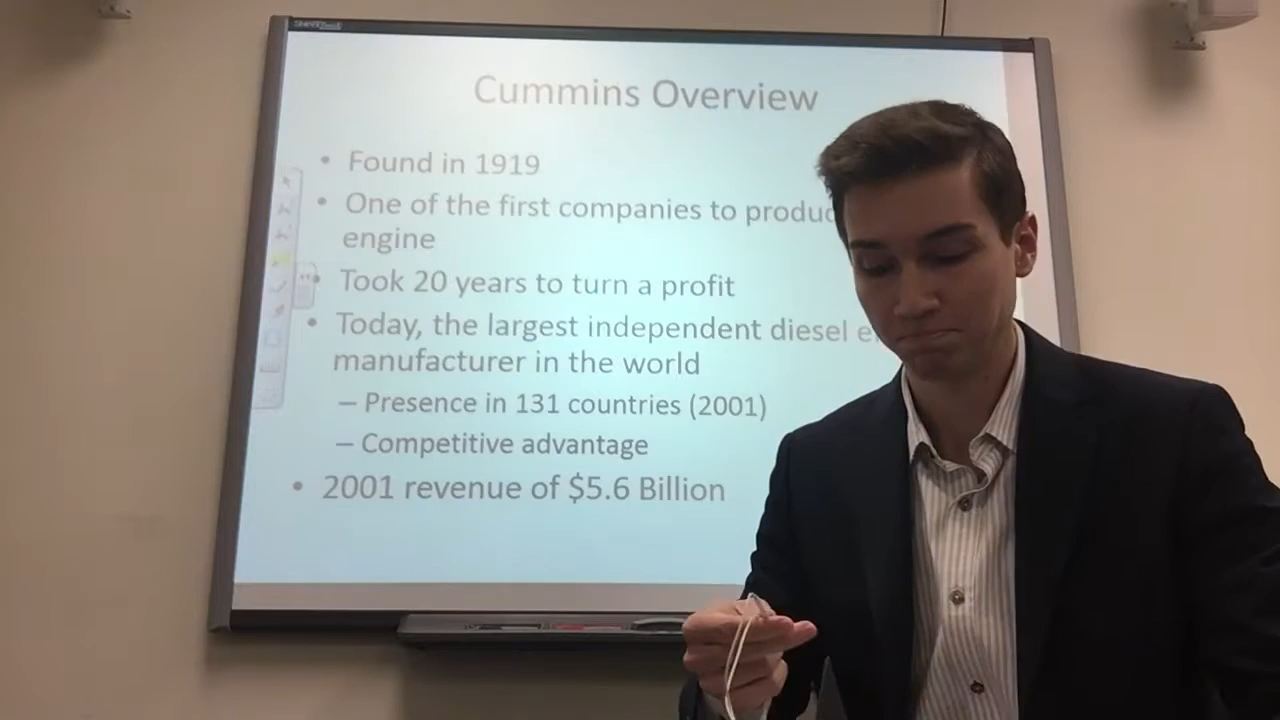 Cummins Overview
• Found in 1919
• One of the first companies to produc
engine
• Took 20 years to turn a profit
• Today, the largest independent diesel e
manufacturer in the world
– Presence in 131 countries (2001)
– Competitive advantage
• 2001 revenue of $5.6 Billion